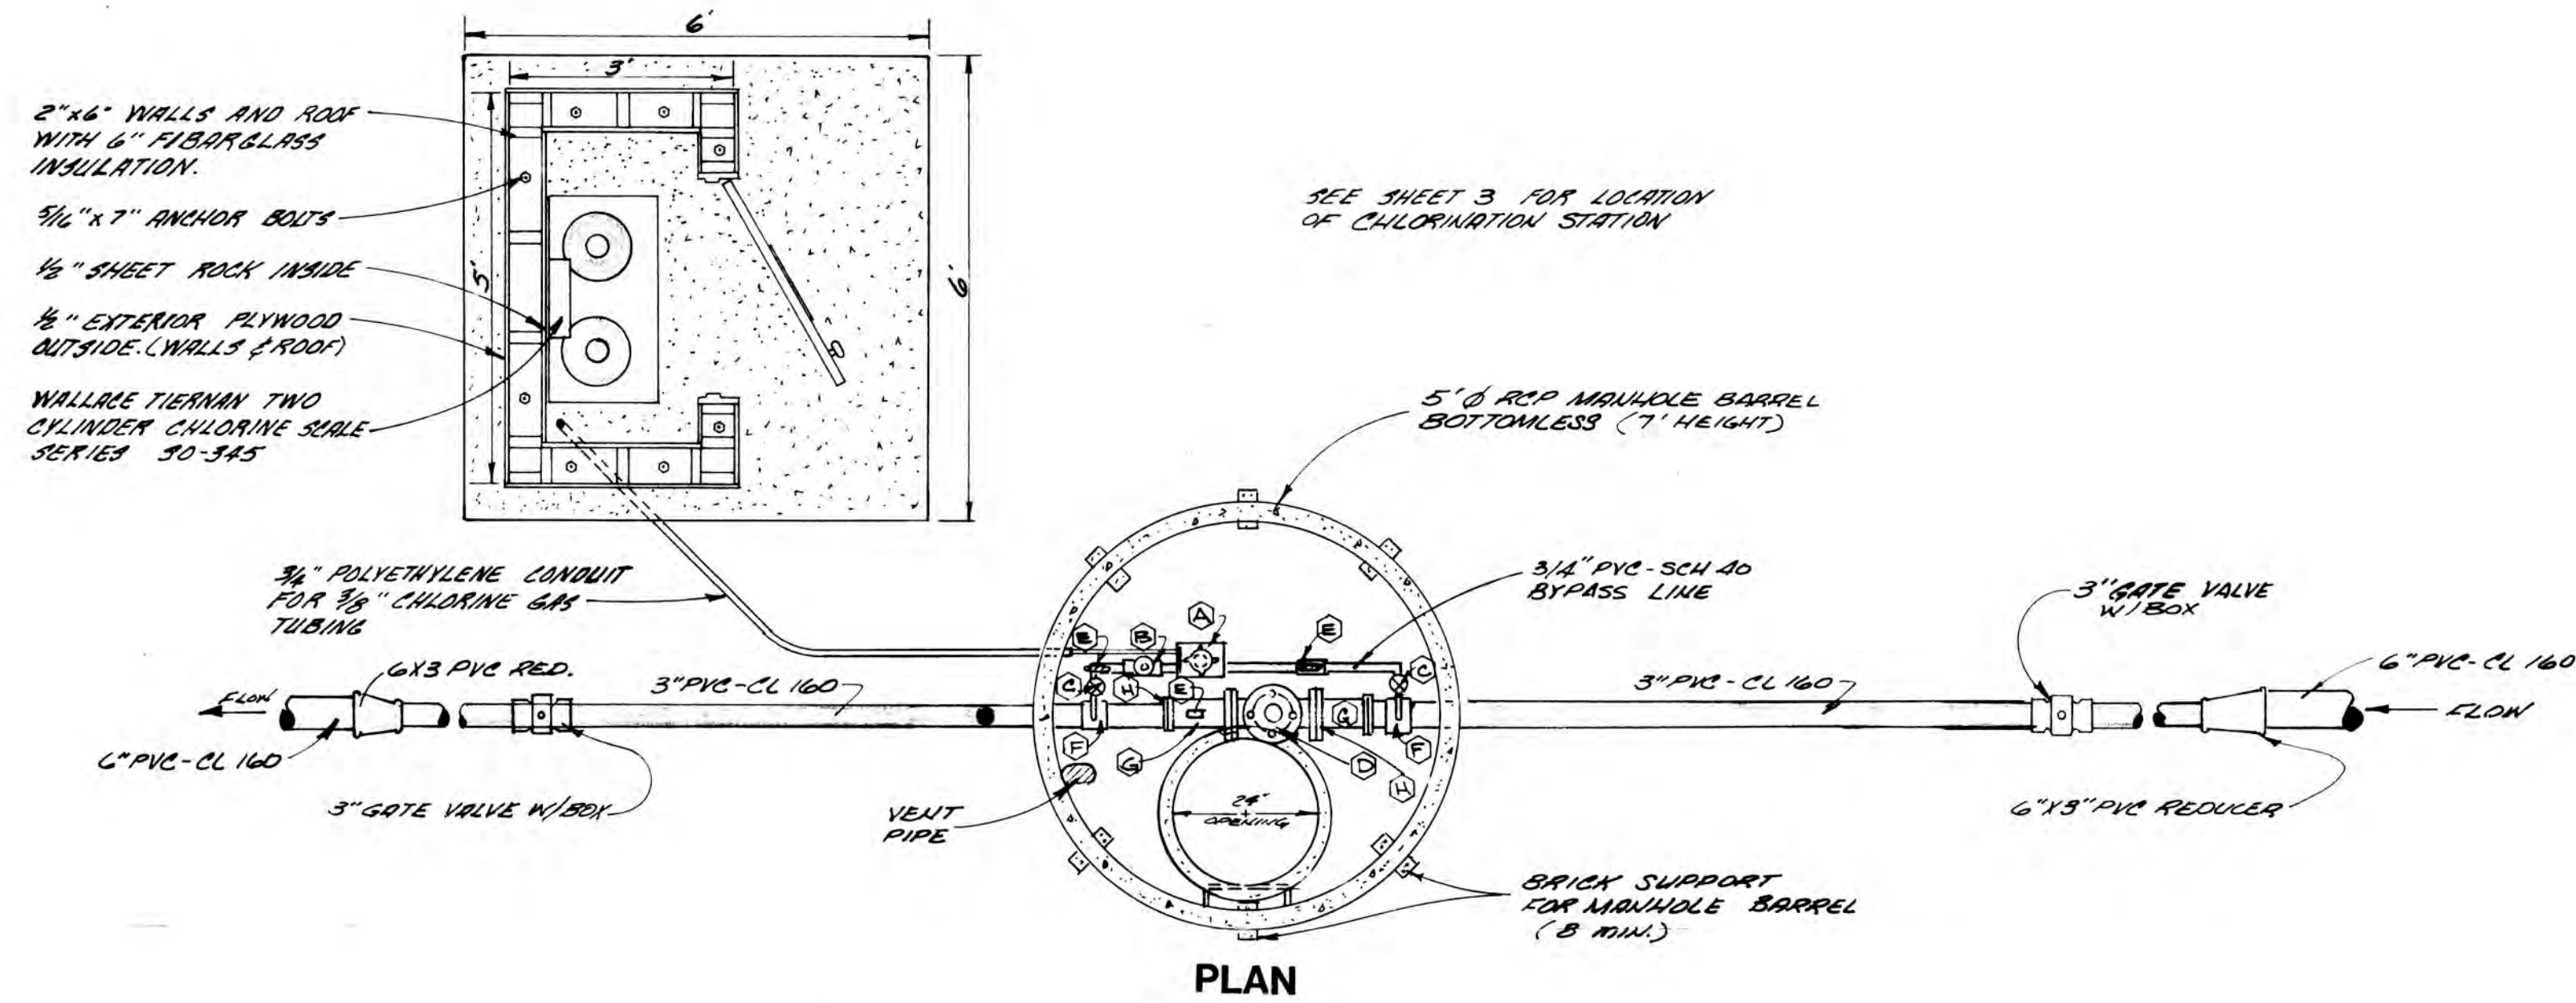 6'
3'
2"x6" WALLS AND ROOF
WITH 6" FIBARGLASS
INSULATION.
5/16" x 7" ANCHOR BOLTS
1/2" SHEET ROCK INSIDE
1/2" EXTERIOR PLYWOOD
OUTSIDE. (WALLS & ROOF)
WALLACE TIERNAN TWO
CYLINDER CHLORINE SCALE
SERIES 50-345
5'
6'
SEE SHEET 3 FOR LOCATION
OF CHLORINATION STATION
5' Ø RCP MANHOLE BARREL
BOTTOMLESS (7' HEIGHT)
3/4" POLYETHYLENE CONDUIT
FOR 3/8" CHLORINE GAS
TUBING
3/4" PVC-SCH 40
BYPASS LINE
3" GATE VALVE
W/BOX
6X3 PVC RED.
FLOW
3" PVC-CL 160
6" PVC-CL 160
3" GATE VALVE W/BOX
E
B
A
E
C
H
E
C
G
F
G
D
H
F
3" PVC-CL 160
6" PVC-CL 160
FLOW
6"X3" PVC REDUCER
VENT
PIPE
24"
OPENING
BRICK SUPPORT
FOR MANHOLE BARREL
(8 MIN.)
PLAN